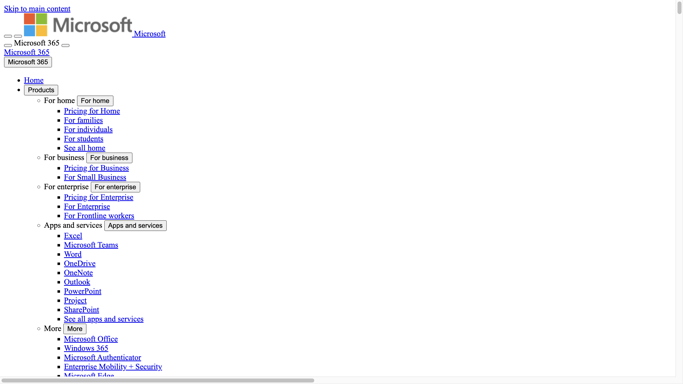 Skip to main content
Microsoft Microsoft
Microsoft 365
Microsoft 365
Microsoft 365
Home
Products
For home For home
Pricing for Home
For families
For individuals
For students
See all home
For business For business
Pricing for Business
For Small Business
For enterprise For enterprise
Pricing for Enterprise
For Enterprise
For Frontline workers
Apps and services Apps and services
Excel
Microsoft Teams
Word
OneDrive
OneNote
Outlook
PowerPoint
Project
SharePoint
See all apps and services
More More
Microsoft Office
Windows 365
Microsoft Authenticator
Enterprise Mobility + Security
Microsoft Edge